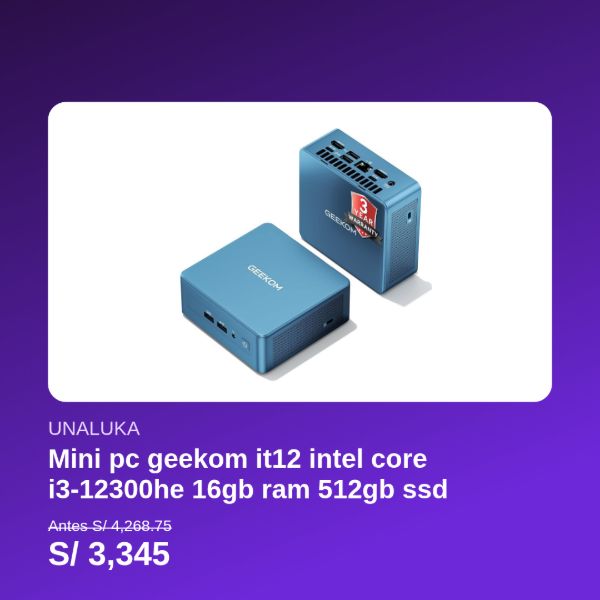 GEEKOM
3
YEAR
WARRANTY
GEEKOM
UNALUKA
Mini pc geekom it12 intel core
i3-12300he 16gb ram 512gb ssd
Antes S/ 4,268.75
S/ 3,345